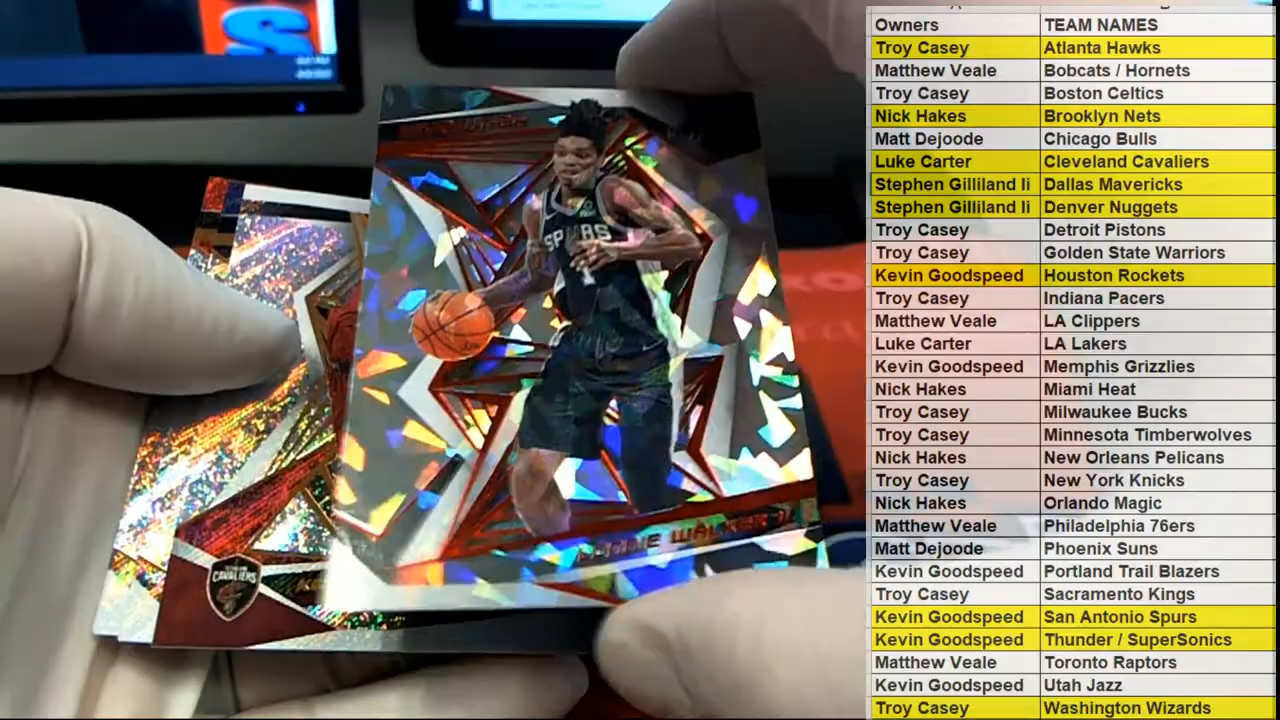 Owners TEAM NAMES
Troy Casey Atlanta Hawks
Matthew Veale Bobcats / Hornets
Troy Casey Boston Celtics
Nick Hakes Brooklyn Nets
Matt Dejoode Chicago Bulls
Luke Carter Cleveland Cavaliers
Stephen Gilliland Ii Dallas Mavericks
Stephen Gilliland Ii Denver Nuggets
Troy Casey Detroit Pistons
Troy Casey Golden State Warriors
Kevin Goodspeed Houston Rockets
Troy Casey Indiana Pacers
Matthew Veale LA Clippers
Luke Carter LA Lakers
Kevin Goodspeed Memphis Grizzlies
Nick Hakes Miami Heat
Troy Casey Milwaukee Bucks
Troy Casey Minnesota Timberwolves
Nick Hakes New Orleans Pelicans
Troy Casey New York Knicks
Nick Hakes Orlando Magic
Matthew Veale Philadelphia 76ers
Matt Dejoode Phoenix Suns
Kevin Goodspeed Portland Trail Blazers
Troy Casey Sacramento Kings
Kevin Goodspeed San Antonio Spurs
Kevin Goodspeed Thunder / SuperSonics
Matthew Veale Toronto Raptors
Kevin Goodspeed Utah Jazz
Troy Casey Washington Wizards
SPURS
1
LONNIE WALKER
CAVALIERS